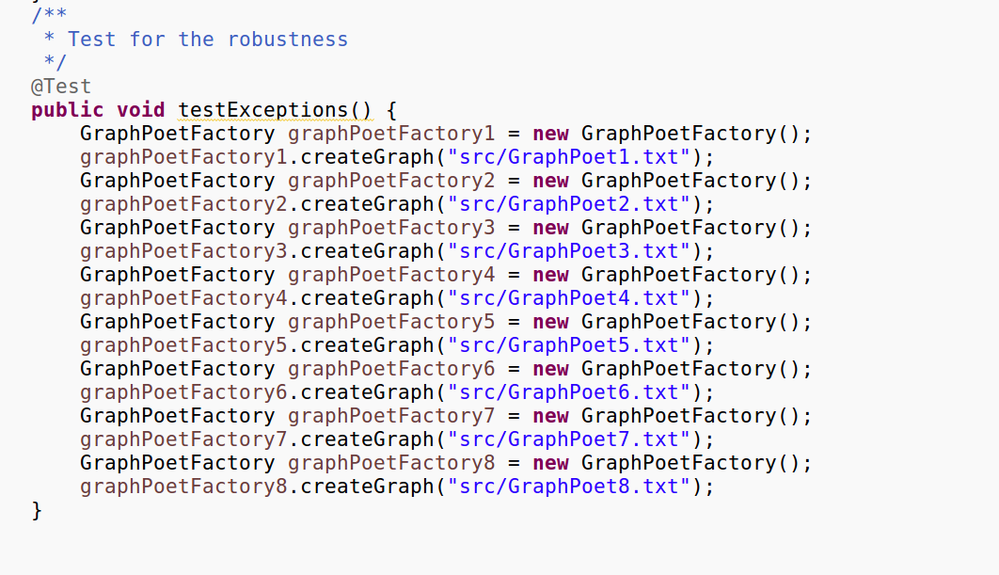 /**
 * Test for the robustness
 */
@Test
public void testExceptions() {
    GraphPoetFactory graphPoetFactory1 = new GraphPoetFactory();
    graphPoetFactory1.createGraph("src/GraphPoet1.txt");
    GraphPoetFactory graphPoetFactory2 = new GraphPoetFactory();
    graphPoetFactory2.createGraph("src/GraphPoet2.txt");
    GraphPoetFactory graphPoetFactory3 = new GraphPoetFactory();
    graphPoetFactory3.createGraph("src/GraphPoet3.txt");
    GraphPoetFactory graphPoetFactory4 = new GraphPoetFactory();
    graphPoetFactory4.createGraph("src/GraphPoet4.txt");
    GraphPoetFactory graphPoetFactory5 = new GraphPoetFactory();
    graphPoetFactory5.createGraph("src/GraphPoet5.txt");
    GraphPoetFactory graphPoetFactory6 = new GraphPoetFactory();
    graphPoetFactory6.createGraph("src/GraphPoet6.txt");
    GraphPoetFactory graphPoetFactory7 = new GraphPoetFactory();
    graphPoetFactory7.createGraph("src/GraphPoet7.txt");
    GraphPoetFactory graphPoetFactory8 = new GraphPoetFactory();
    graphPoetFactory8.createGraph("src/GraphPoet8.txt");
}